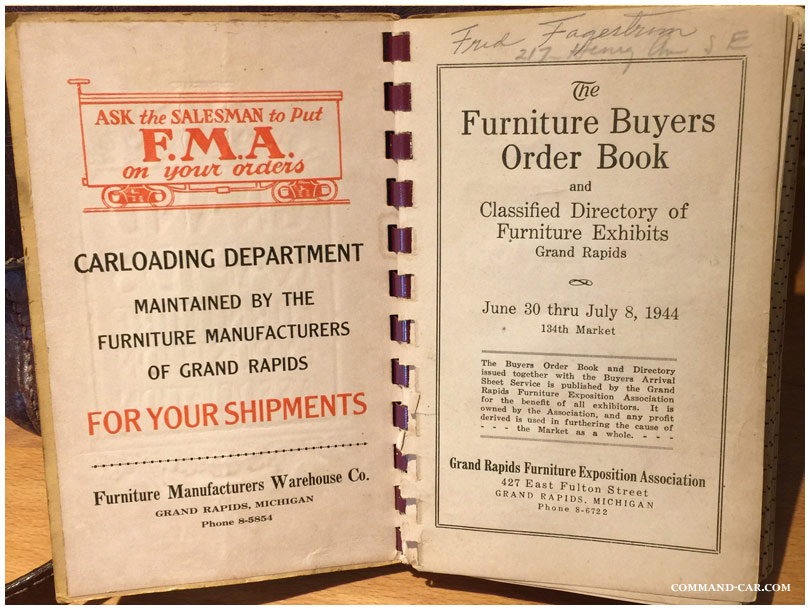 ASK the SALESMAN to Put
F.M.A.
on your orders
CARLOADING DEPARTMENT
MAINTAINED BY THE
FURNITURE MANUFACTURERS
OF GRAND RAPIDS
FOR YOUR SHIPMENTS
Furniture Manufacturers Warehouse Co.
GRAND RAPIDS, MICHIGAN
Phone 8-5854
Fred Fagestrom
217 Henry Ave S E
The
Furniture Buyers
Order Book
and
Classified Directory of
Furniture Exhibits
Grand Rapids
June 30 thru July 8, 1944
134th Market
The Buyers Order Book and Directory
issued together with the Buyers Arrival
Sheet Service is published by the Grand
Rapids Furniture Exposition Association
for the benefit of all exhibitors. It is
owned by the Association, and any profit
derived is used in furthering the cause of
- - - the Market as a whole. - - - -
Grand Rapids Furniture Exposition Association
427 East Fulton Street
GRAND RAPIDS, MICHIGAN
Phone 8-6722
COMMAND-CAR.COM